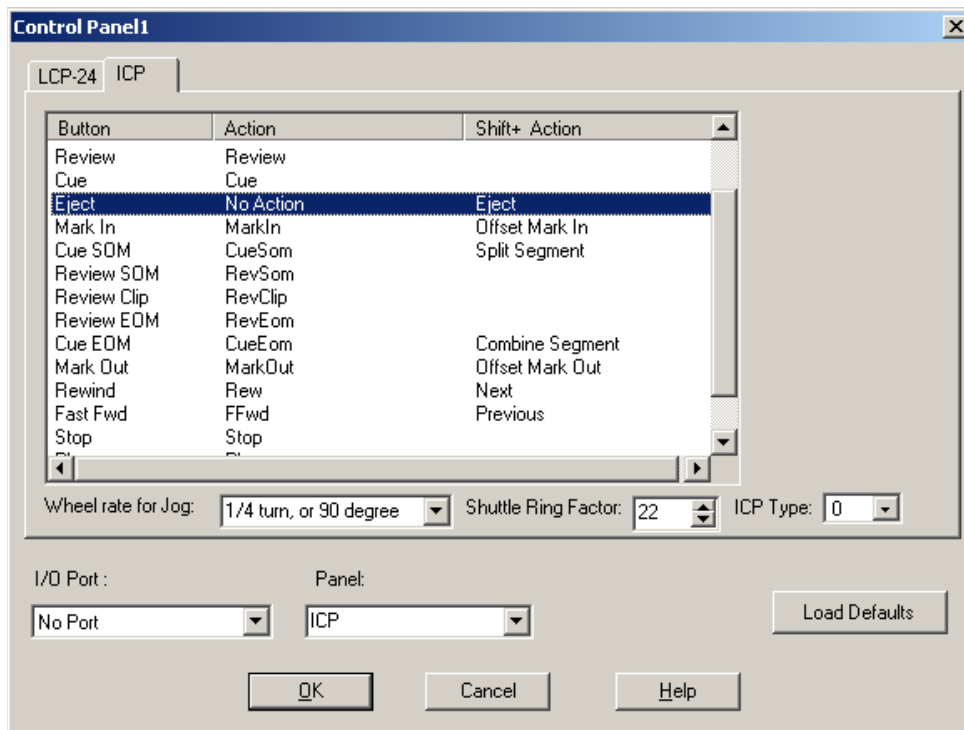 Control Panel1
LCP-24 ICP
Button Action Shift+ Action
Review Review
Cue Cue
Eject No Action Eject
Mark In MarkIn Offset Mark In
Cue SOM CueSom Split Segment
Review SOM RevSom
Review Clip RevClip
Review EOM RevEom
Cue EOM CueEom Combine Segment
Mark Out MarkOut Offset Mark Out
Rewind Rew Next
Fast Fwd FFwd Previous
Stop Stop
Wheel rate for Jog: 1/4 turn, or 90 degree Shuttle Ring Factor: 22 ICP Type: 0
I/O Port : Panel:
No Port ICP Load Defaults
OK Cancel Help